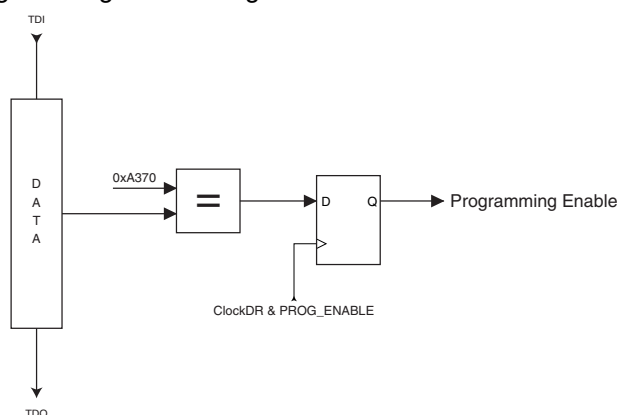 TDI
D
A
T
A
0xA370
=
D
Q
Programming Enable
ClockDR & PROG_ENABLE
TDO